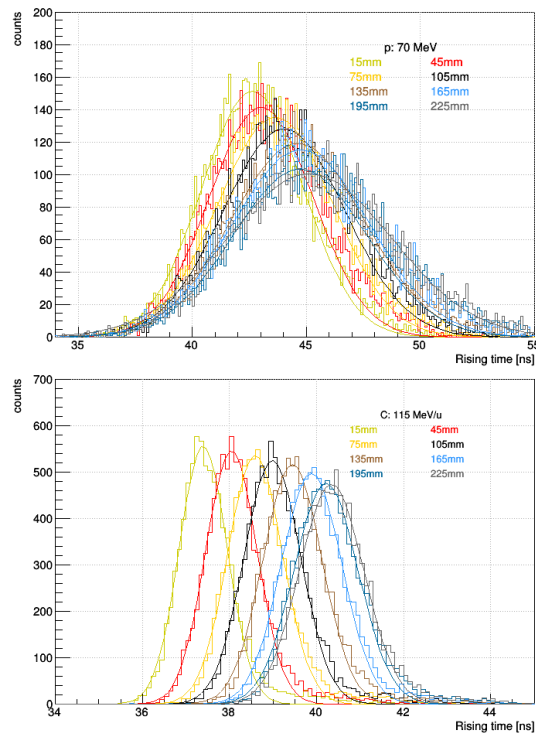 counts
200
180
160
140
120
100
80
60
40
20
0
p: 70 MeV
15mm 45mm
75mm 105mm
135mm 165mm
195mm 225mm
35 40 45 50 55
Rising time [ns]
counts
700
600
500
400
300
200
100
0
C: 115 MeV/u
15mm 45mm
75mm 105mm
135mm 165mm
195mm 225mm
34 36 38 40 42 44
Rising time [ns]